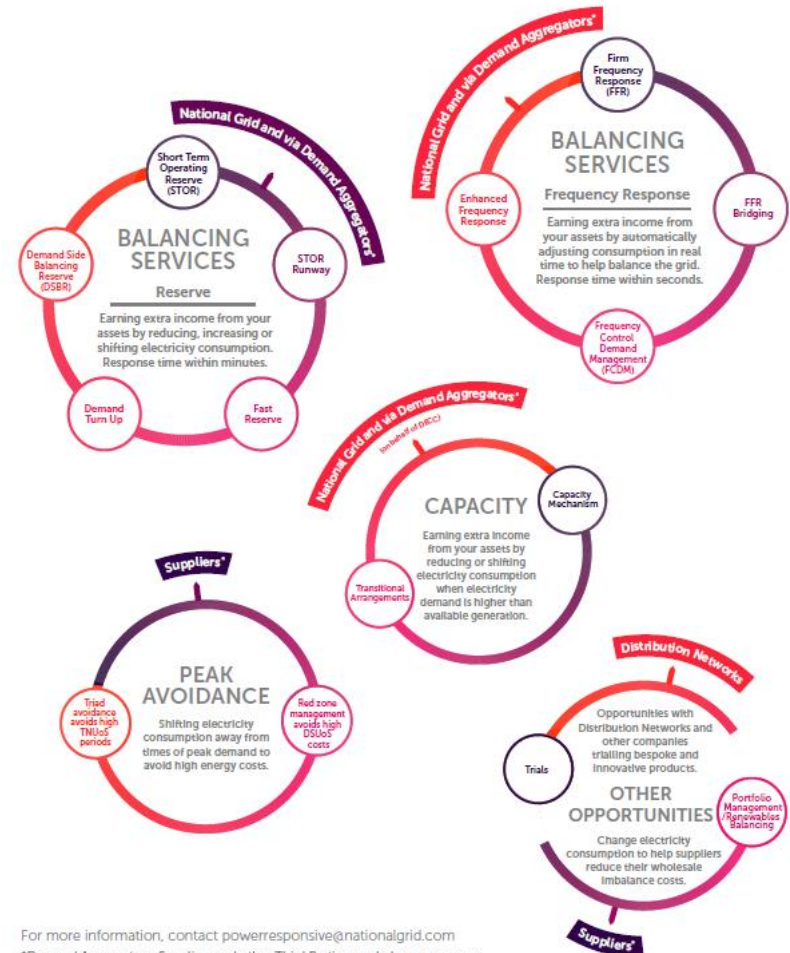 National Grid and via Demand Aggregators*
Short Term
Operating
Reserve
(STOR)
Demand Side
Balancing
Reserve
(DSBR)
STOR
Runway
BALANCING
SERVICES
Reserve
Earning extra income from your
assets by reducing, increasing or
shifting electricity consumption.
Response time within minutes.
Demand
Turn Up
Fast
Reserve
National Grid and via Demand Aggregators*
Firm
Frequency
Response
(FFR)
Enhanced
Frequency
Response
FFR
Bridging
BALANCING
SERVICES
Frequency Response
Earning extra income from
your assets by automatically
adjusting consumption in real
time to help balance the grid.
Response time within seconds.
Frequency
Control
Demand
Management
(FCDM)
National Grid and via Demand Aggregators*
(on behalf of DECC)
Capacity
Mechanism
CAPACITY
Earning extra income
from your assets by
reducing or shifting
electricity consumption
when electricity
demand is higher than
available generation.
Transitional
Arrangements
Suppliers*
PEAK
AVOIDANCE
Shifting electricity
consumption away from
times of peak demand to
avoid high energy costs.
Triad
avoidance
avoids high
TNUoS
periods
Red zone
management
avoids high
DSUoS
costs
Distribution Networks
Opportunities with
Distribution Networks and
other companies
trialling bespoke and
innovative products.
Trials
OTHER
OPPORTUNITIES
Portfolio
Management
/Renewables
Balancing
Change electricity
consumption to help suppliers
reduce their wholesale
imbalance costs.
Suppliers*
For more information, contact powerresponsive@nationalgrid.com